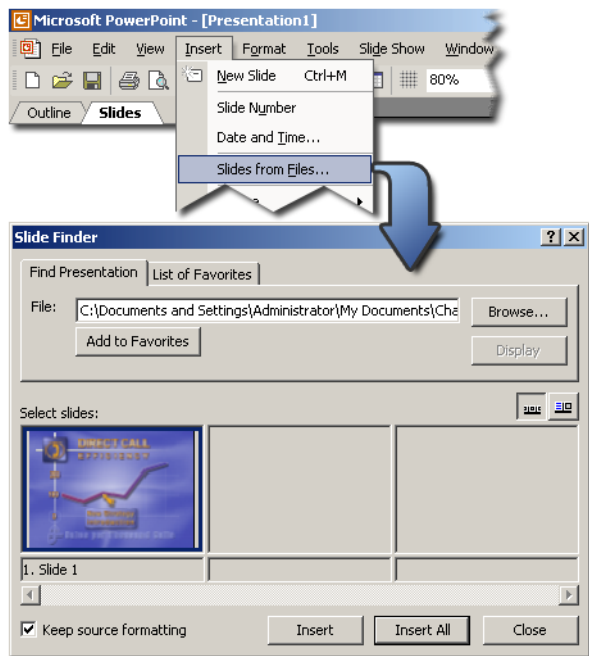 Microsoft PowerPoint - [Presentation1]
File Edit View Insert Format Tools Slide Show Window
New Slide Ctrl+M
80%
Outline Slides
Slide Number
Date and Time...
Slides from Files...
Slide Finder
Find Presentation List of Favorites
File: C:\Documents and Settings\Administrator\My Documents\Cha
Browse...
Add to Favorites
Display
Select slides:
DIRECT CALL
EFFICIENCY
1. Slide 1
Keep source formatting Insert Insert All Close